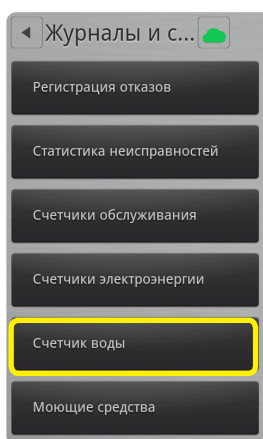 Журналы и с...
Регистрация отказов
Статистика неисправностей
Счетчики обслуживания
Счетчики электроэнергии
Счетчик воды
Моющие средства